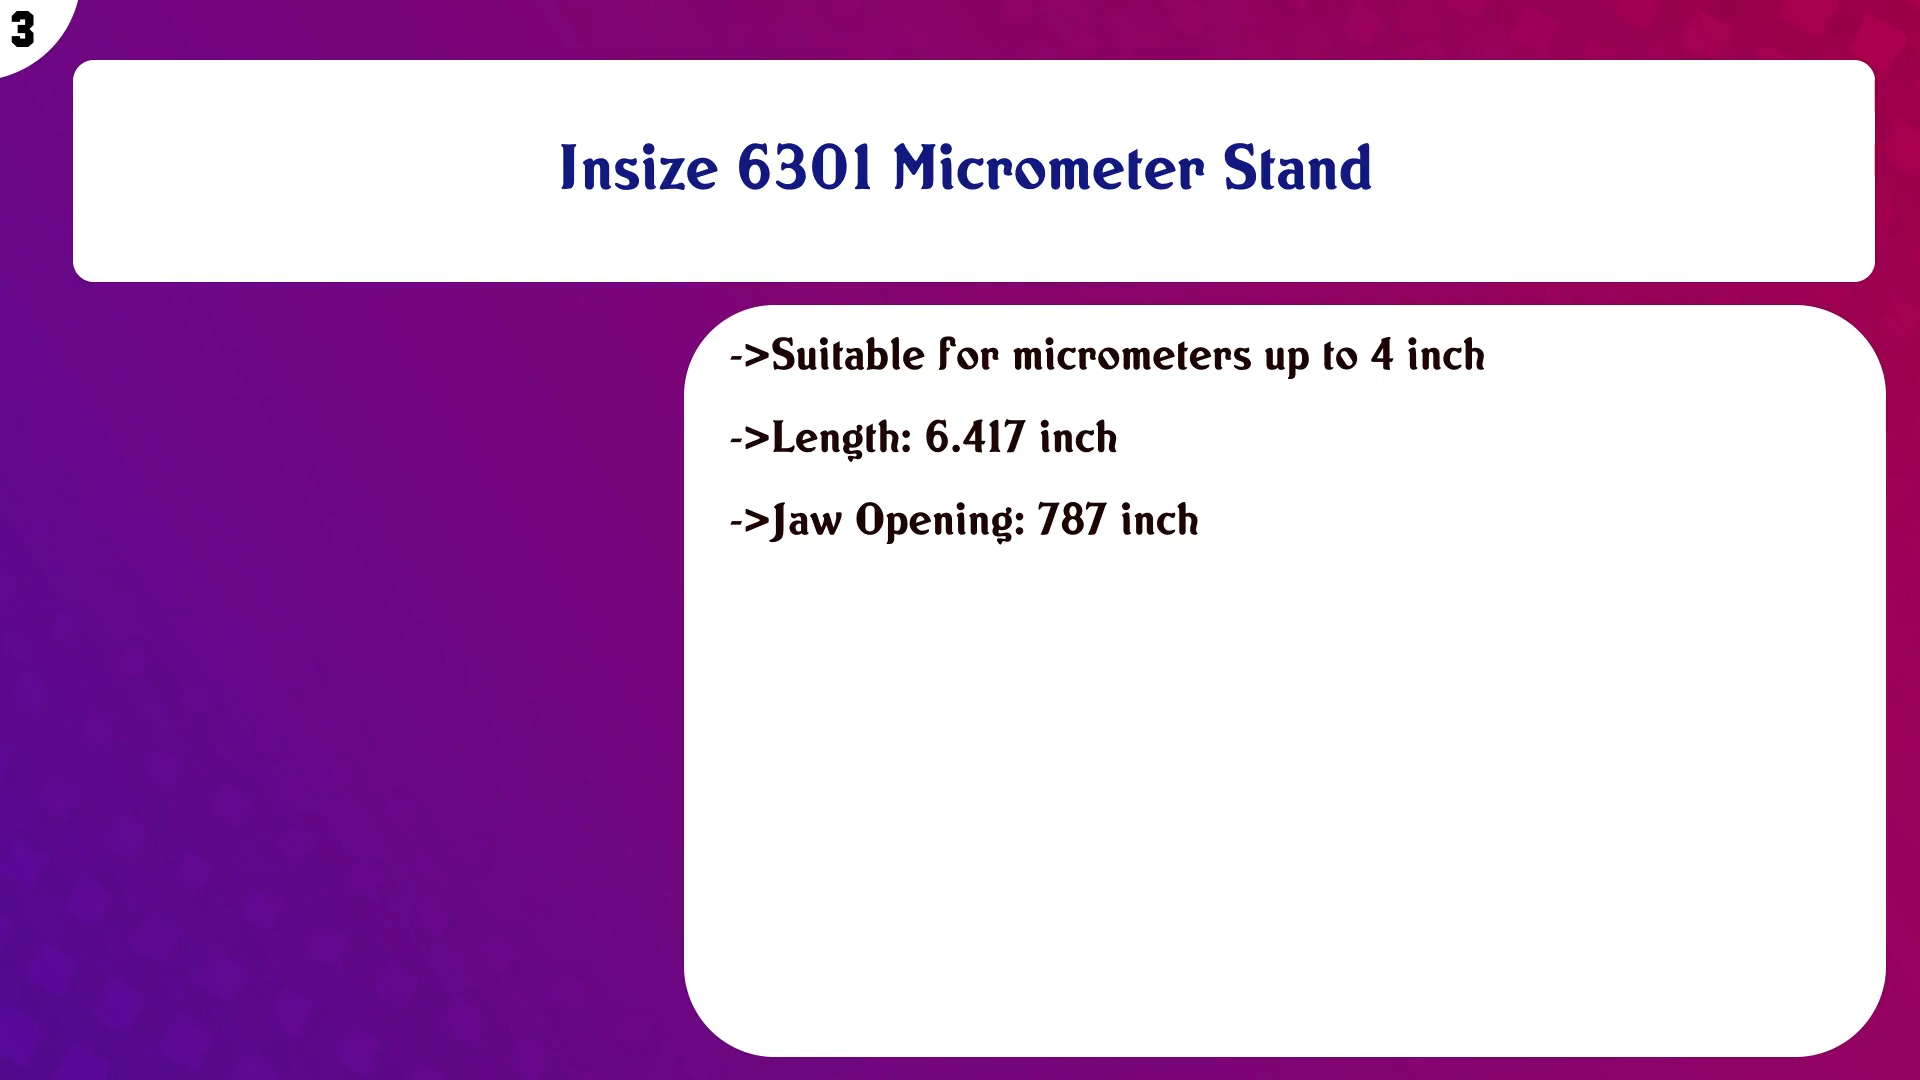 3
Insize 6301 Micrometer Stand
->Suitable for micrometers up to 4 inch
->Length: 6.417 inch
->Jaw Opening: 787 inch